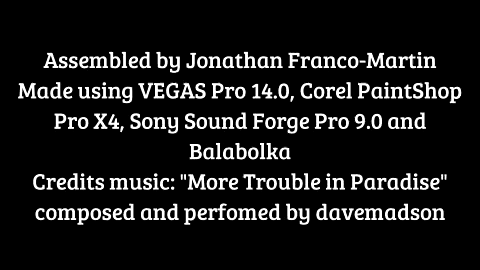 Assembled by Jonathan Franco-Martin
Made using VEGAS Pro 14.0, Corel PaintShop
Pro X4, Sony Sound Forge Pro 9.0 and
Balabolka
Credits music: "More Trouble in Paradise"
composed and perfomed by davemadson